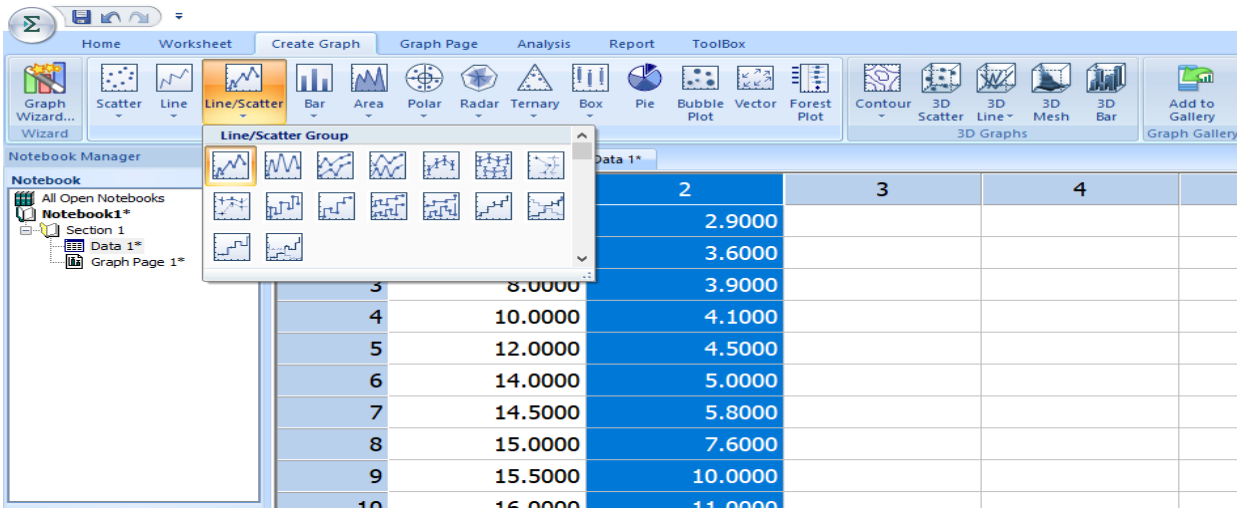 Σ
Home Worksheet Create Graph Graph Page Analysis Report ToolBox
Graph Wizard... Scatter Line Line/Scatter Bar Area Polar Radar Ternary Box Pie Bubble Plot Vector Forest Plot Contour 3D Scatter 3D Line 3D Mesh 3D Bar Add to Gallery
Wizard 3D Graphs Graph Gallery
Line/Scatter Group
Notebook Manager
Data 1*
Notebook
All Open Notebooks
Notebook1*
Section 1
Data 1*
Graph Page 1*
2 3 4
2.9000
3.6000
3 8.0000 3.9000
4 10.0000 4.1000
5 12.0000 4.5000
6 14.0000 5.0000
7 14.5000 5.8000
8 15.0000 7.6000
9 15.5000 10.0000
10 16.0000 11.0000